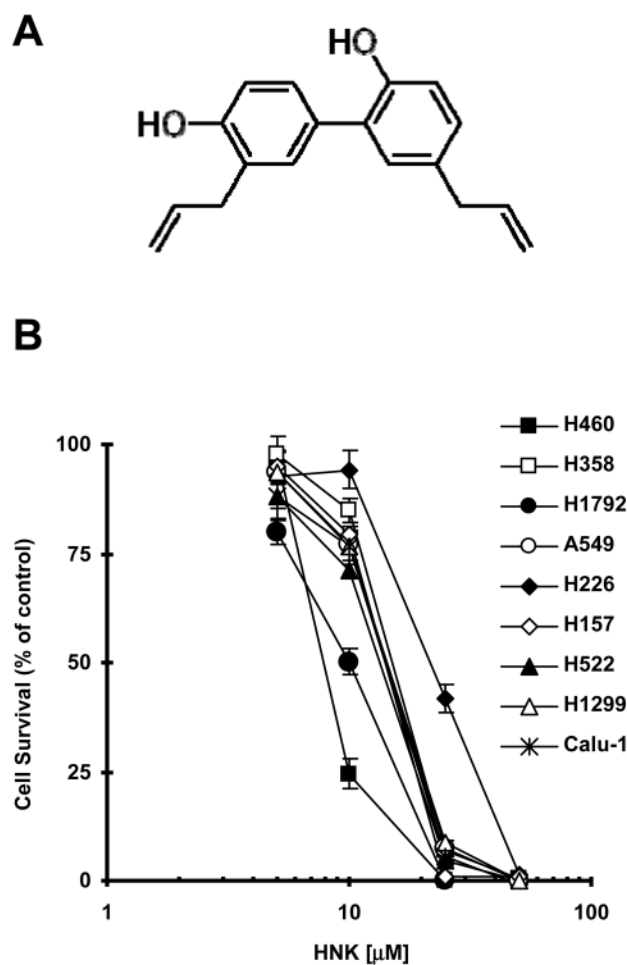 A
HO
HO
B
Cell Survival (% of control)
100
75
50
25
0
1
10
100
HNK [μM]
H460
H358
H1792
A549
H226
H157
H522
H1299
Calu-1